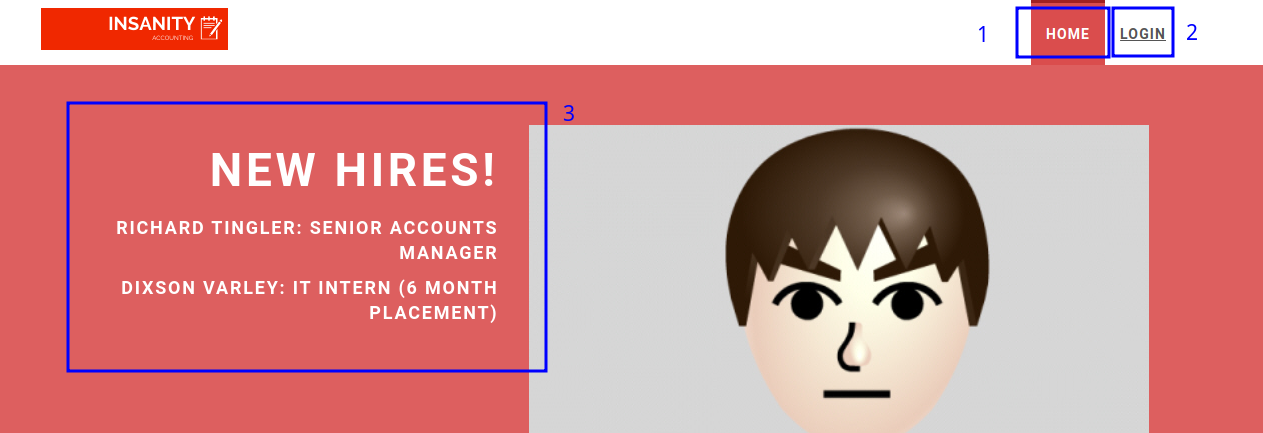 INSANITY
ACCOUNTING
1
HOME
LOGIN
2
3
NEW HIRES!
RICHARD TINGLER: SENIOR ACCOUNTS
MANAGER
DIXSON VARLEY: IT INTERN (6 MONTH
PLACEMENT)